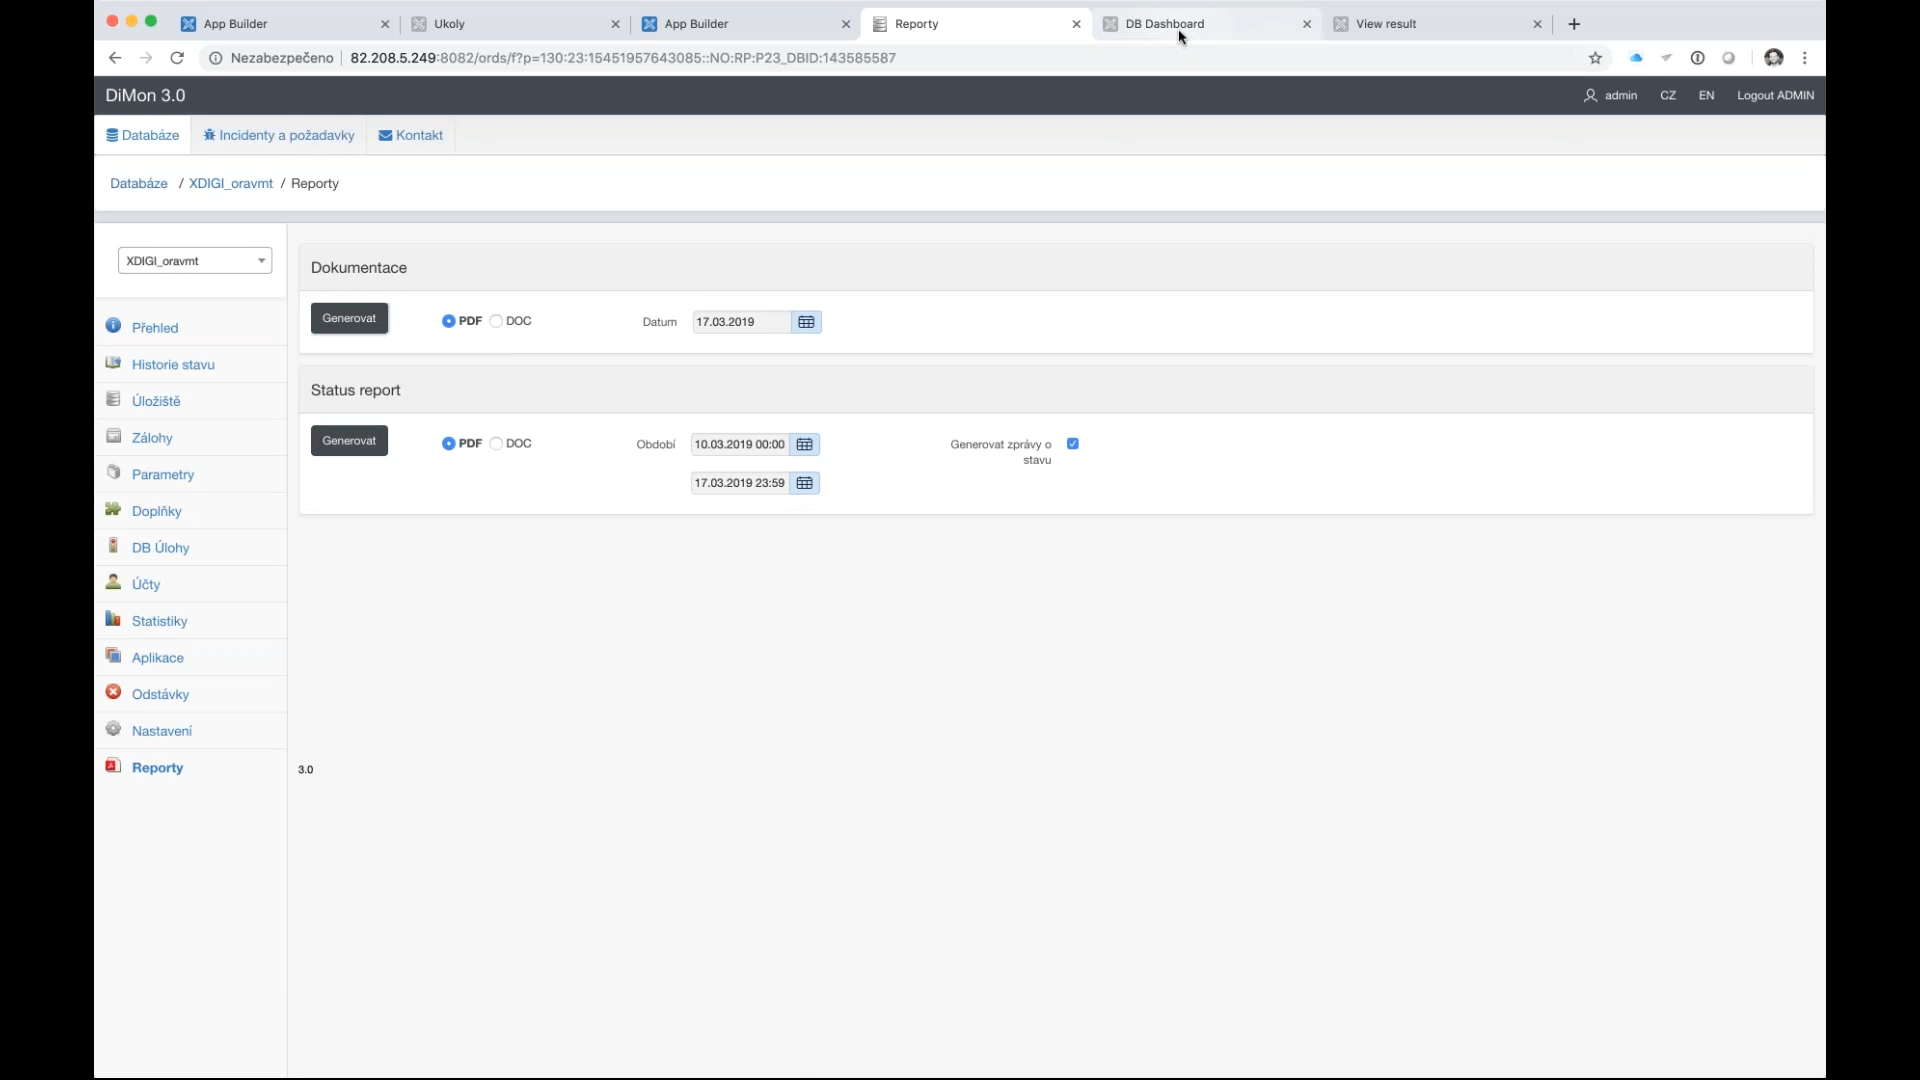 App Builder
Ukoly
App Builder
Reporty
DB Dashboard
View result
Nezabezpečeno
82.208.5.249:8082/ords/f?p=130:23:15451957643085::NO:RP:P23_DBID:143585587
DiMon 3.0
admin
CZ
EN
Logout ADMIN
Databáze
Incidenty a požadavky
Kontakt
Databáze / XDIGI_oravmt / Reporty
XDIGI_oravmt
Přehled
Historie stavu
Úložiště
Zálohy
Parametry
Doplňky
DB Úlohy
Účty
Statistiky
Aplikace
Odstávky
Nastavení
Reporty
Dokumentace
Generovat
PDF
DOC
Datum
17.03.2019
Status report
Generovat
PDF
DOC
Období
10.03.2019 00:00
17.03.2019 23:59
Generovat zprávy o
stavu
3.0